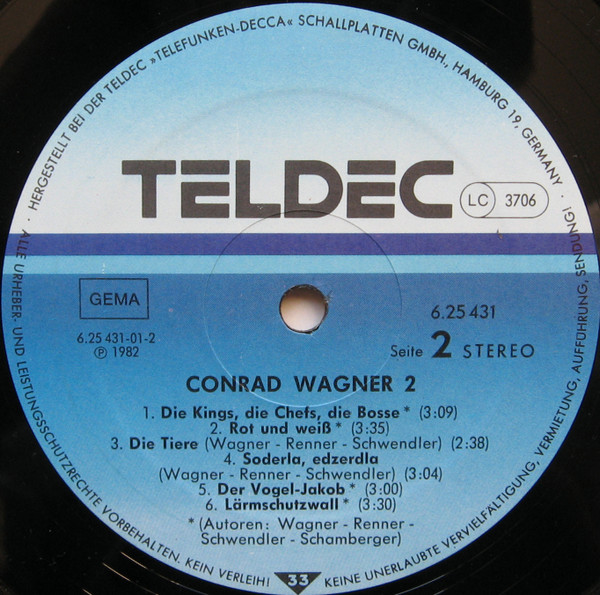 · HERGESTELLT BEI DER TELDEC »TELEFUNKEN-DECCA« SCHALLPLATTEN GMBH, HAMBURG 19, GERMANY ·
TELDEC
LC 3706
GEMA
6.25 431
6.25 431-01-2
℗ 1982
Seite 2 STEREO
CONRAD WAGNER 2
1. Die Kings, die Chefs, die Bosse* (3:09)
2. Rot und weiß* (3:35)
3. Die Tiere (Wagner - Renner - Schwendler) (2:38)
4. Soderla, edzerdla
(Wagner - Renner - Schwendler) (3:04)
5. Der Vogel-Jakob* (3:00)
6. Lärmschutzwall* (3:30)
*(Autoren: Wagner - Renner -
Schwendler - Schamberger)
33
ALLE URHEBER- UND LEISTUNGSSCHUTZRECHTE VORBEHALTEN. KEIN VERLEIH! KEINE UNERLAUBTE VERVIELFÄLTIGUNG, VERMIETUNG, AUFFÜHRUNG, SENDUNG!